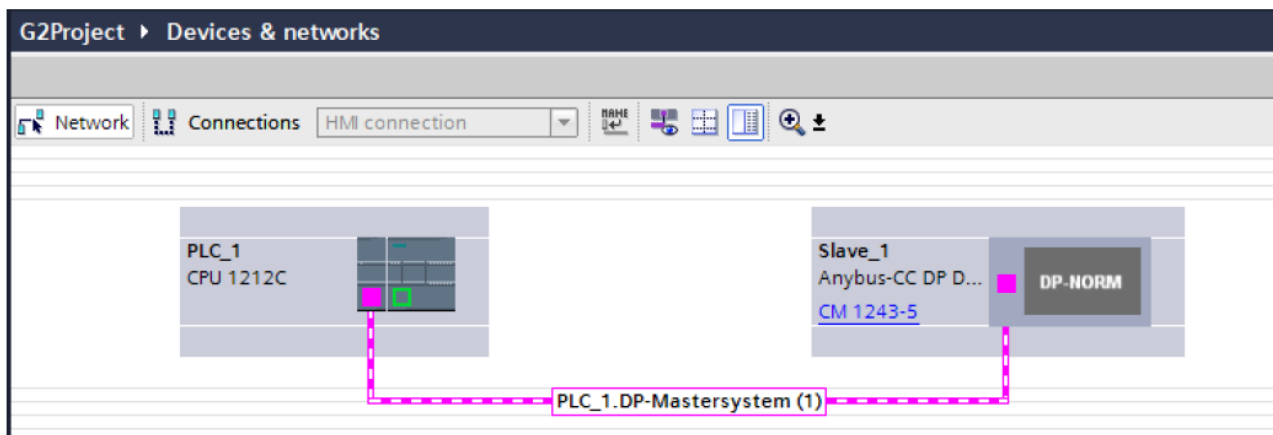 G2Project ▸ Devices & networks
Network Connections HMI connection
NAME
PLC_1
CPU 1212C
Slave_1
Anybus-CC DP D...
CM 1243-5
DP-NORM
PLC_1.DP-Mastersystem (1)